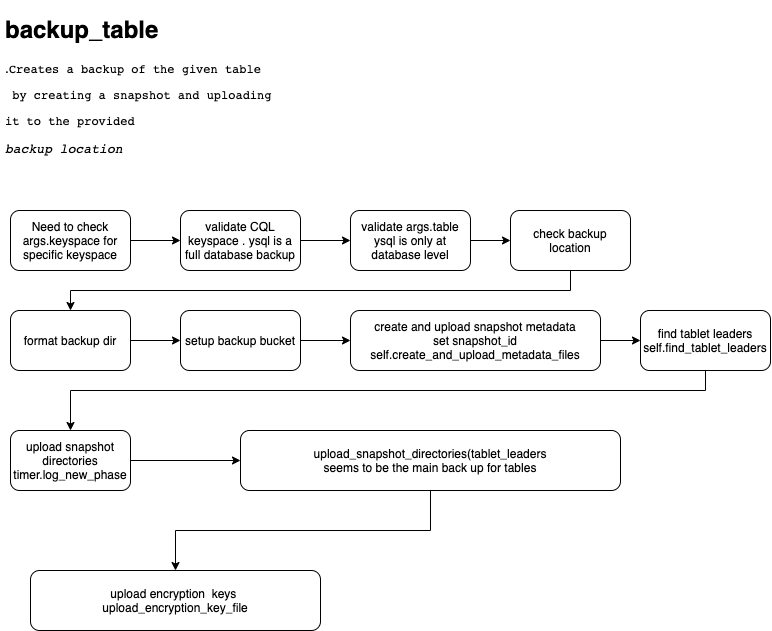 backup_table
.Creates a backup of the given table
by creating a snapshot and uploading
it to the provided
backup location
Need to check
args.keyspace for
specific keyspace
validate CQL
keyspace . ysql is a
full database backup
validate args.table
ysql is only at
database level
check backup
location
format backup dir
setup backup bucket
create and upload snapshot metadata
set snapshot_id
self.create_and_upload_metadata_files
find tablet leaders
self.find_tablet_leaders
upload snapshot
directories
timer.log_new_phase
upload_snapshot_directories(tablet_leaders
seems to be the main back up for tables
upload encryption  keys
upload_encryption_key_file